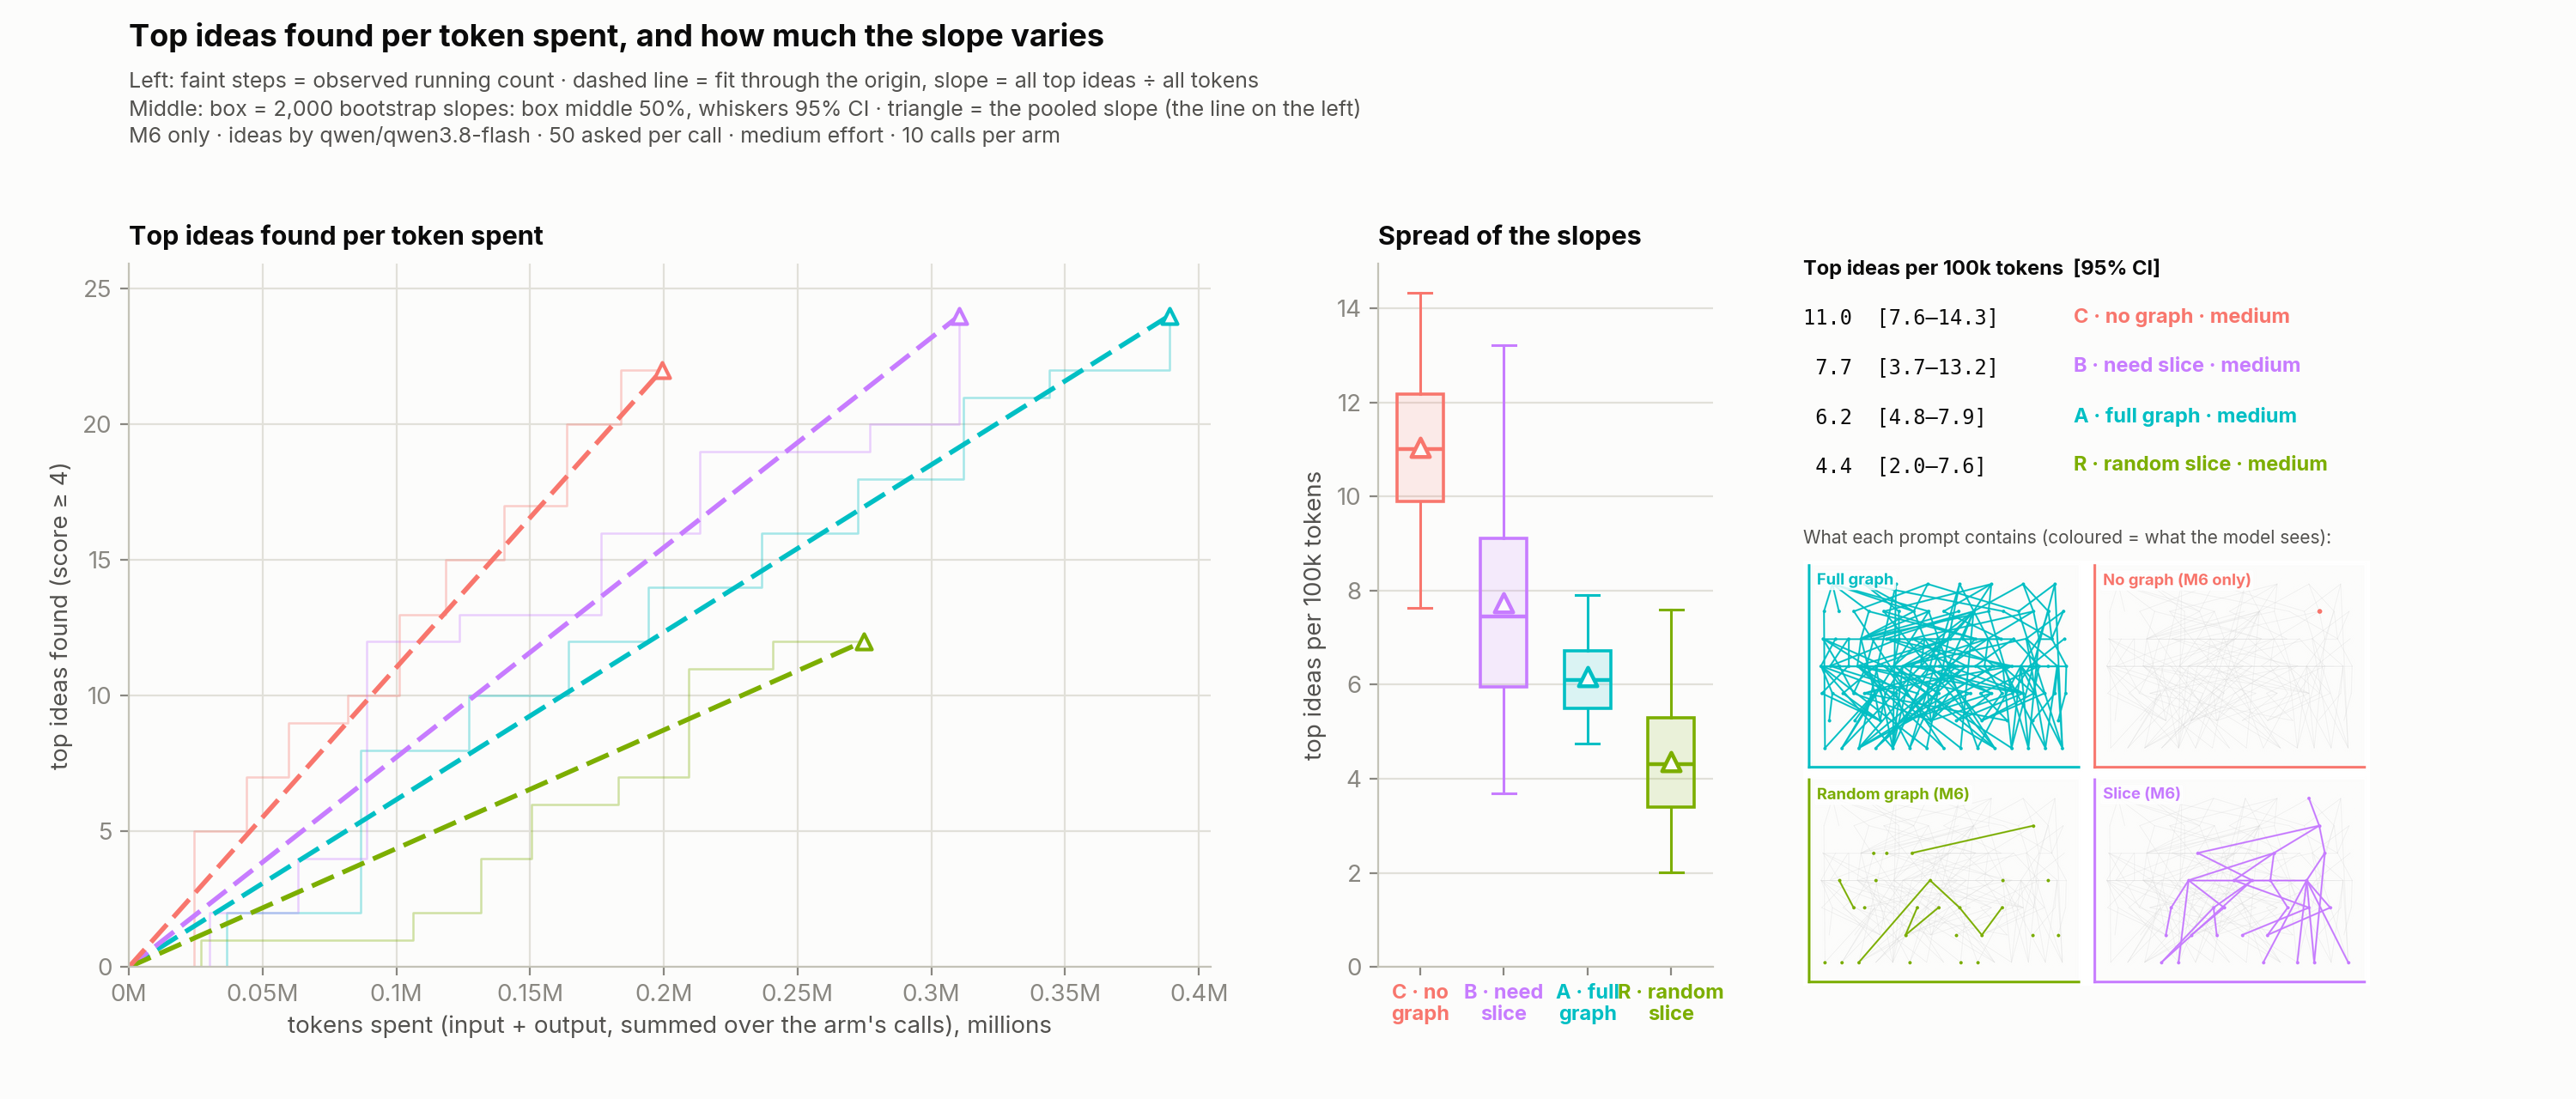 Top ideas found per token spent, and how much the slope varies
Left: faint steps = observed running count · dashed line = fit through the origin, slope = all top ideas ÷ all tokens
Middle: box = 2,000 bootstrap slopes: box middle 50%, whiskers 95% CI · triangle = the pooled slope (the line on the left)
M6 only · ideas by qwen/qwen3.8-flash · 50 asked per call · medium effort · 10 calls per arm
Top ideas found per token spent
25
20
15
10
5
0
top ideas found (score ≥ 4)
0M 0.05M 0.1M 0.15M 0.2M 0.25M 0.3M 0.35M 0.4M
tokens spent (input + output, summed over the arm's calls), millions
Spread of the slopes
14
12
10
8
6
4
2
0
top ideas per 100k tokens
C · no graph
B · need slice
A · full graph
R · random slice
Top ideas per 100k tokens [95% CI]
11.0 [7.6–14.3] C · no graph · medium
7.7 [3.7–13.2] B · need slice · medium
6.2 [4.8–7.9] A · full graph · medium
4.4 [2.0–7.6] R · random slice · medium
What each prompt contains (coloured = what the model sees):
Full graph
No graph (M6 only)
Random graph (M6)
Slice (M6)